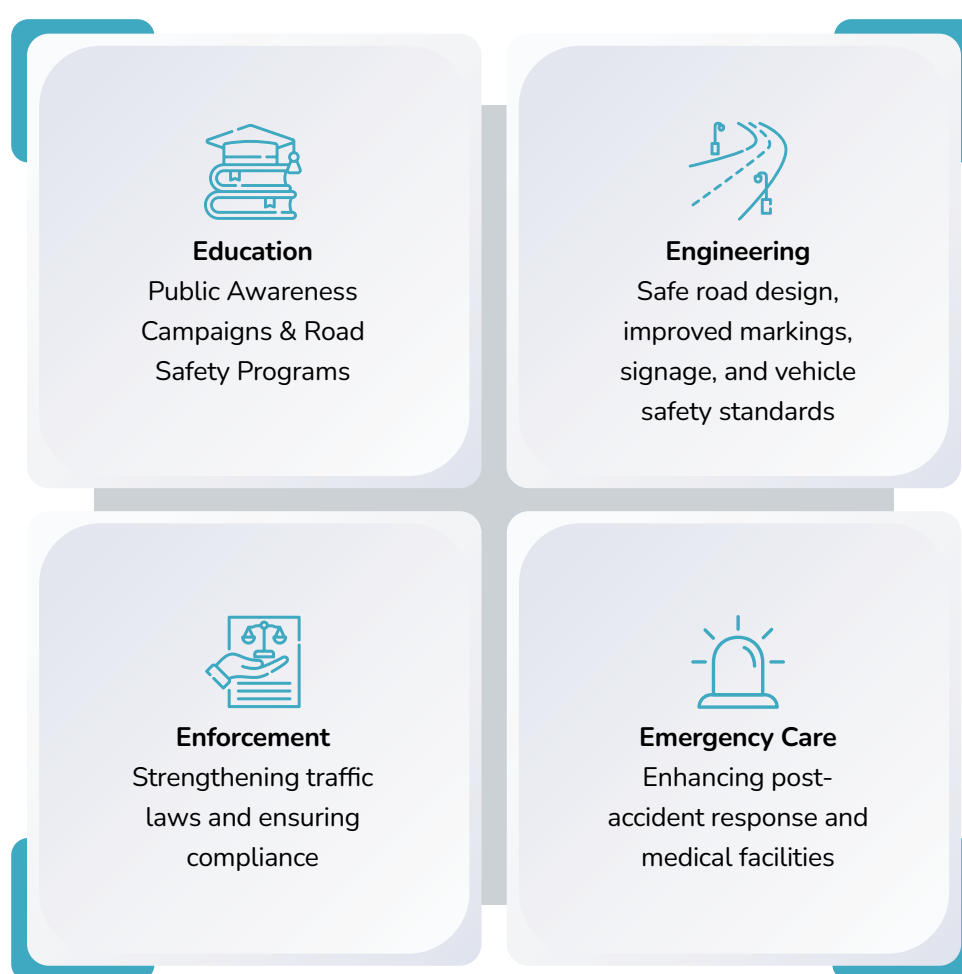 Education
Public Awareness
Campaigns & Road
Safety Programs
Engineering
Safe road design,
improved markings,
signage, and vehicle
safety standards
Enforcement
Strengthening traffic
laws and ensuring
compliance
Emergency Care
Enhancing post-
accident response and
medical facilities